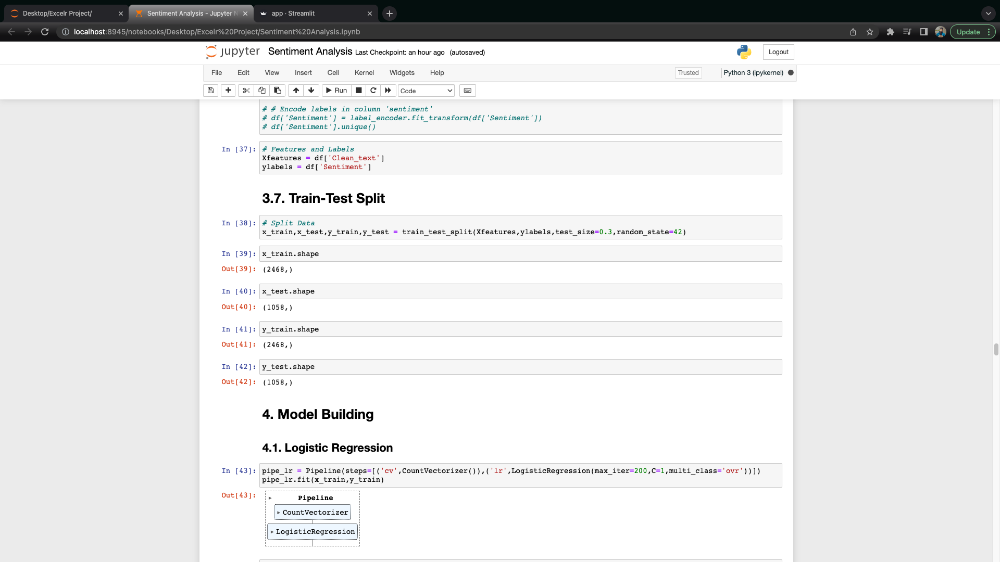 Desktop/Excelr Project/
Sentiment Analysis - Jupyter N
app · Streamlit
localhost:8945/notebooks/Desktop/Excelr%20Project/Sentiment%20Analysis.ipynb
Update
jupyter Sentiment Analysis Last Checkpoint: an hour ago (autosaved)
Logout
File Edit View Insert Cell Kernel Widgets Help
Trusted
Python 3 (ipykernel)
Run
Code
# # Encode labels in column 'sentiment'
# df['Sentiment'] = label_encoder.fit_transform(df['Sentiment'])
# df['Sentiment'].unique()
In [37]: # Features and Labels
Xfeatures = df['Clean_text']
ylabels = df['Sentiment']
3.7. Train-Test Split
In [38]: # Split Data
x_train,x_test,y_train,y_test = train_test_split(Xfeatures,ylabels,test_size=0.3,random_state=42)
In [39]: x_train.shape
Out[39]: (2468,)
In [40]: x_test.shape
Out[40]: (1058,)
In [41]: y_train.shape
Out[41]: (2468,)
In [42]: y_test.shape
Out[42]: (1058,)
4. Model Building
4.1. Logistic Regression
In [43]: pipe_lr = Pipeline(steps=[('cv',CountVectorizer()),('lr',LogisticRegression(max_iter=200,C=1,multi_class='ovr'))])
pipe_lr.fit(x_train,y_train)
Out[43]:
Pipeline
CountVectorizer
LogisticRegression